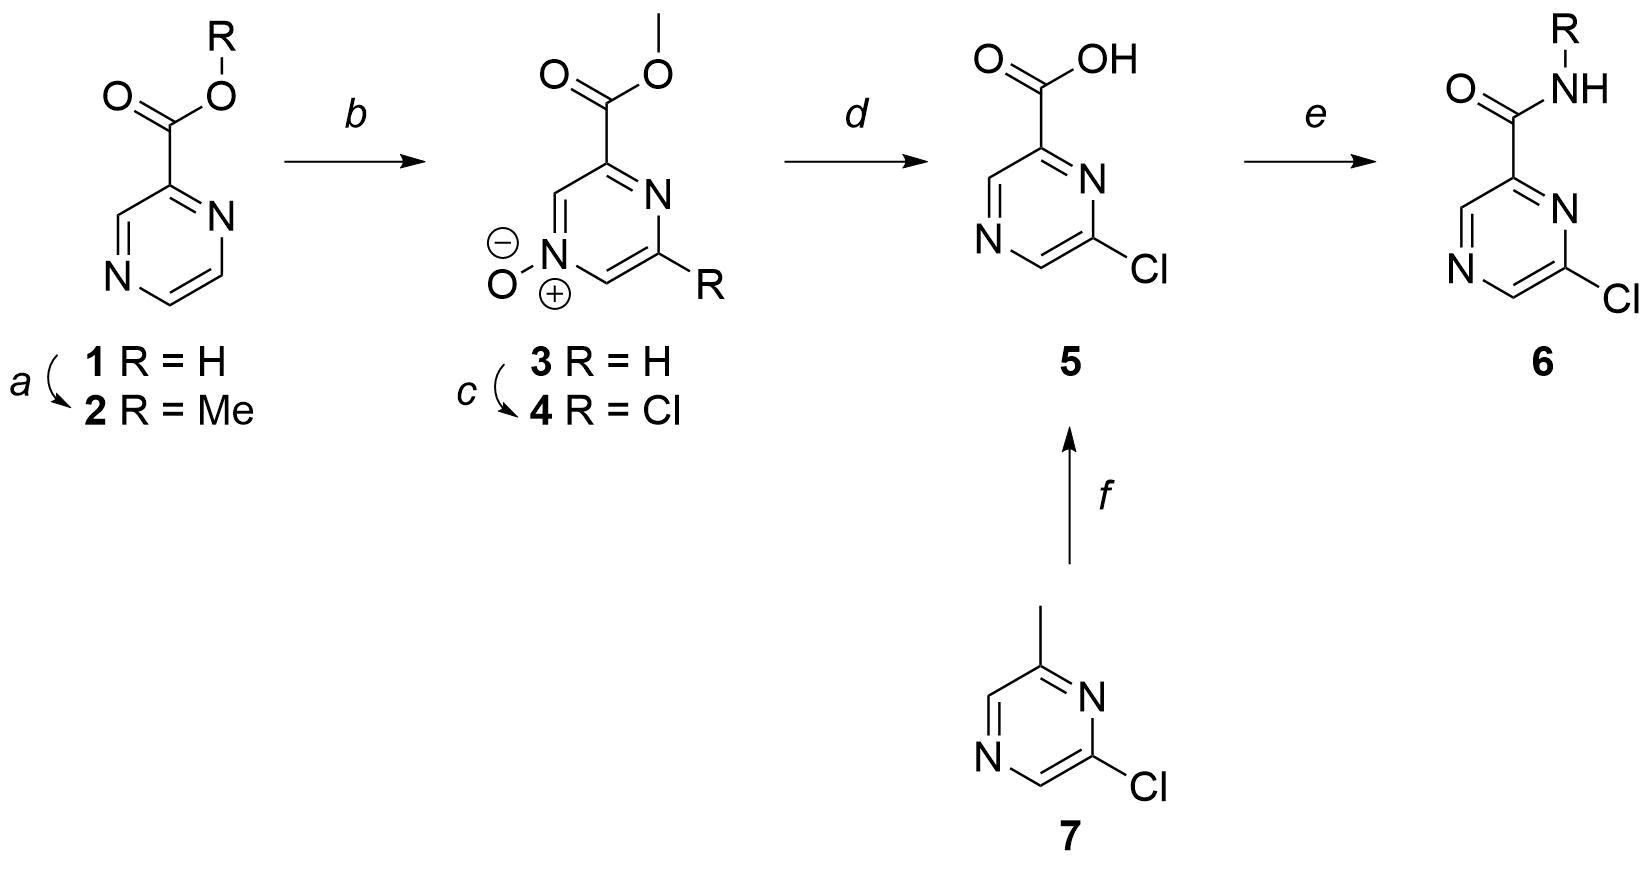 R
O
O
N
N
1 R = H
a
2 R = Me
b
O
O
N
N
⊖
O
⊕
R
3 R = H
c
4 R = Cl
d
O
OH
N
N
Cl
5
e
R
O
NH
N
N
Cl
6
f
N
N
Cl
7